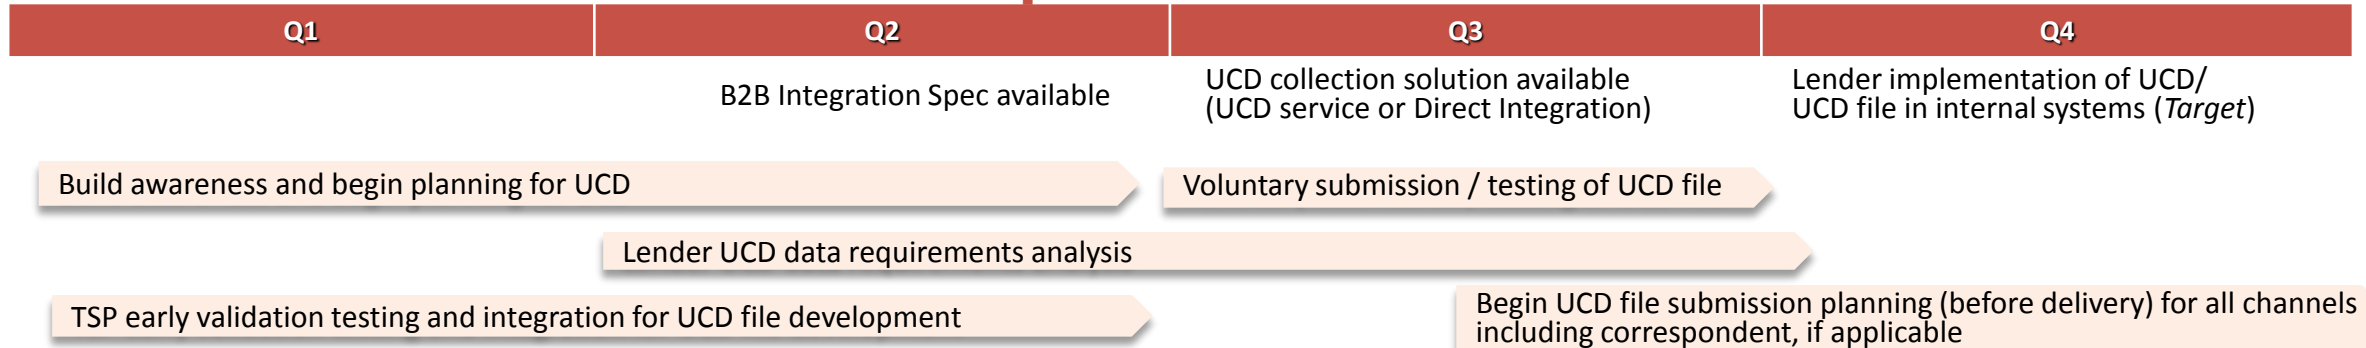 Q1 Q2 Q3 Q4
B2B Integration Spec available
UCD collection solution available
(UCD service or Direct Integration)
Lender implementation of UCD/
UCD file in internal systems (Target)
Build awareness and begin planning for UCD
Voluntary submission / testing of UCD file
Lender UCD data requirements analysis
TSP early validation testing and integration for UCD file development
Begin UCD file submission planning (before delivery) for all channels
including correspondent, if applicable